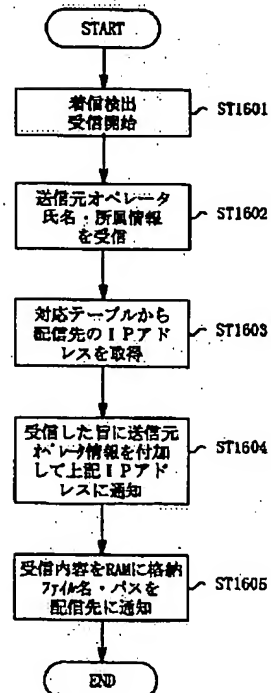 START
着信検出
受信開始
ST1601
送信元オペレータ
氏名・所属情報
を受信
ST1602
対応テーブルから
配信先のIPアド
レスを取得
ST1603
受信した旨に送信元
オペレータ情報を付加
して上記IPアド
レスに通知
ST1604
受信内容をRAMに格納
ファイル名・パスを
配信先に通知
ST1605
END